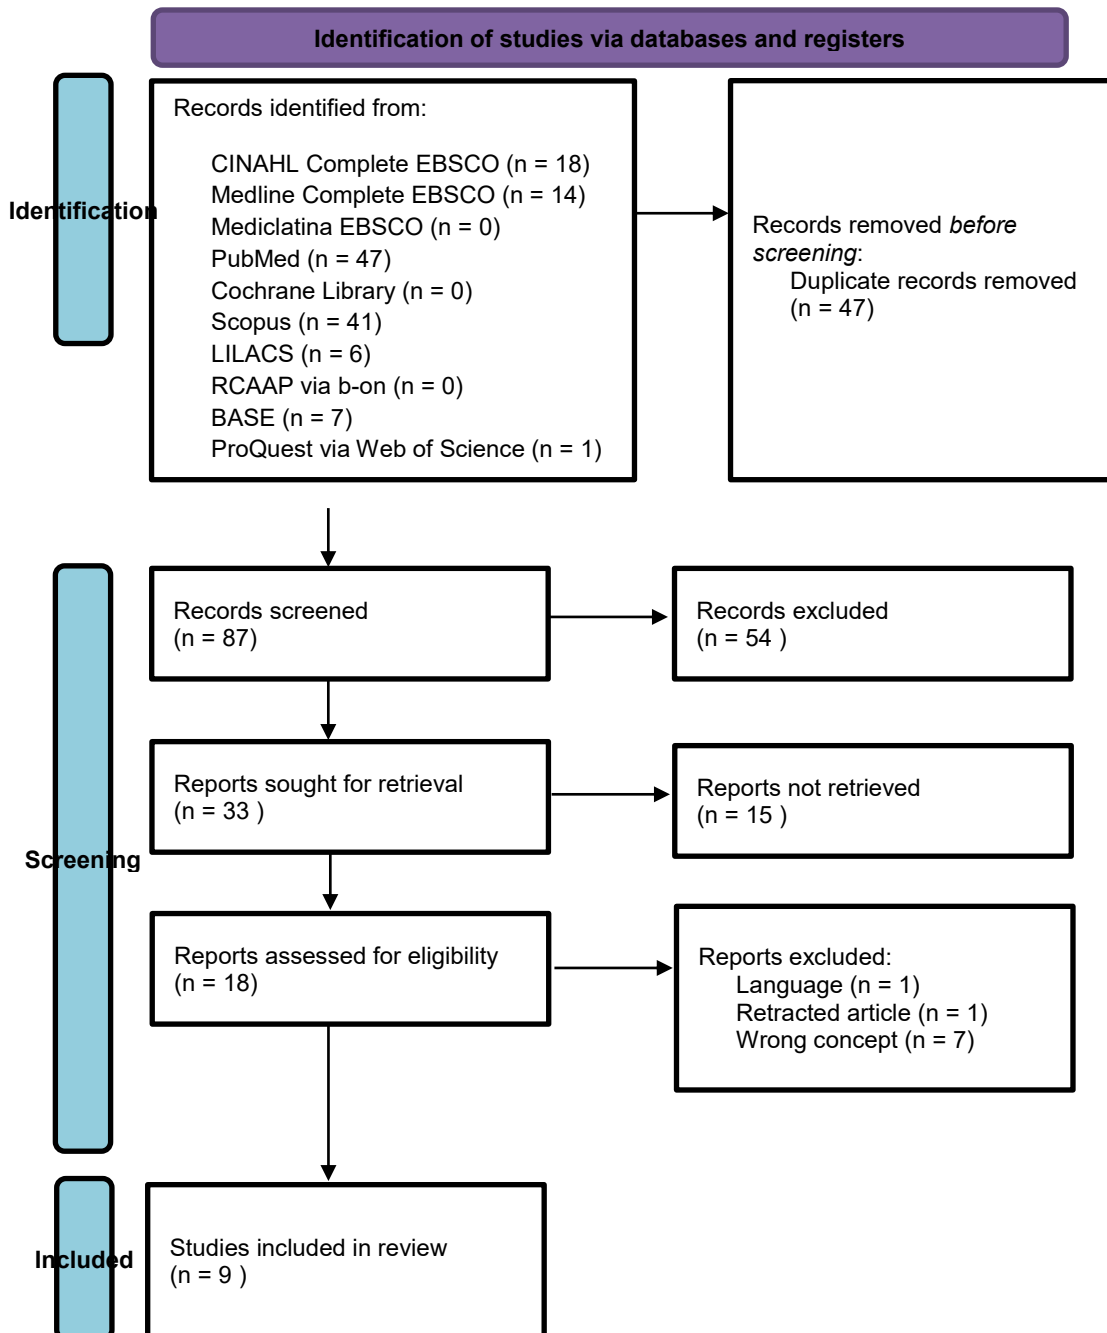 Identification of studies via databases and registers
Identification
Records identified from:
CINAHL Complete EBSCO (n = 18)
Medline Complete EBSCO (n = 14)
Mediclatina EBSCO (n = 0)
PubMed (n = 47)
Cochrane Library (n = 0)
Scopus (n = 41)
LILACS (n = 6)
RCAAP via b-on (n = 0)
BASE (n = 7)
ProQuest via Web of Science (n = 1)
Records removed before
screening:
Duplicate records removed
(n = 47)
Screening
Records screened
(n = 87)
Records excluded
(n = 54 )
Reports sought for retrieval
(n = 33 )
Reports not retrieved
(n = 15 )
Reports assessed for eligibility
(n = 18)
Reports excluded:
Language (n = 1)
Retracted article (n = 1)
Wrong concept (n = 7)
Included
Studies included in review
(n = 9 )